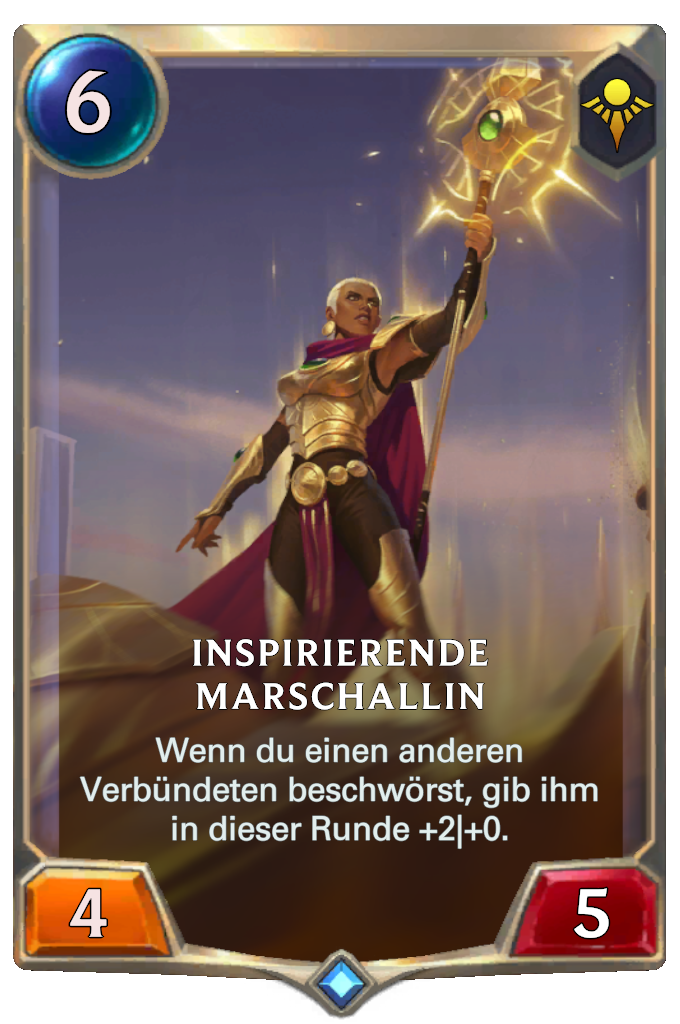 6
INSPIRIERENDE
MARSCHALLIN
Wenn du einen anderen
Verbündeten beschwörst, gib ihm
in dieser Runde +2|+0.
4
5